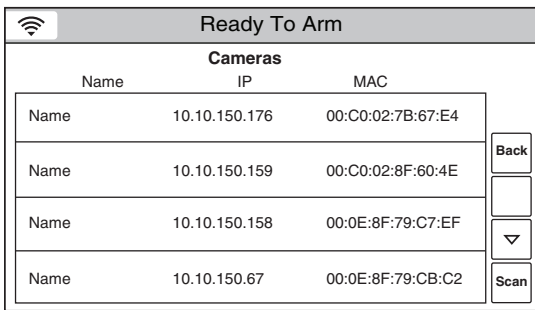 Ready To Arm
Cameras
Name IP MAC
Name 10.10.150.176 00:C0:02:7B:67:E4
Name 10.10.150.159 00:C0:02:8F:60:4E
Name 10.10.150.158 00:0E:8F:79:C7:EF
Name 10.10.150.67 00:0E:8F:79:CB:C2
Back
Scan